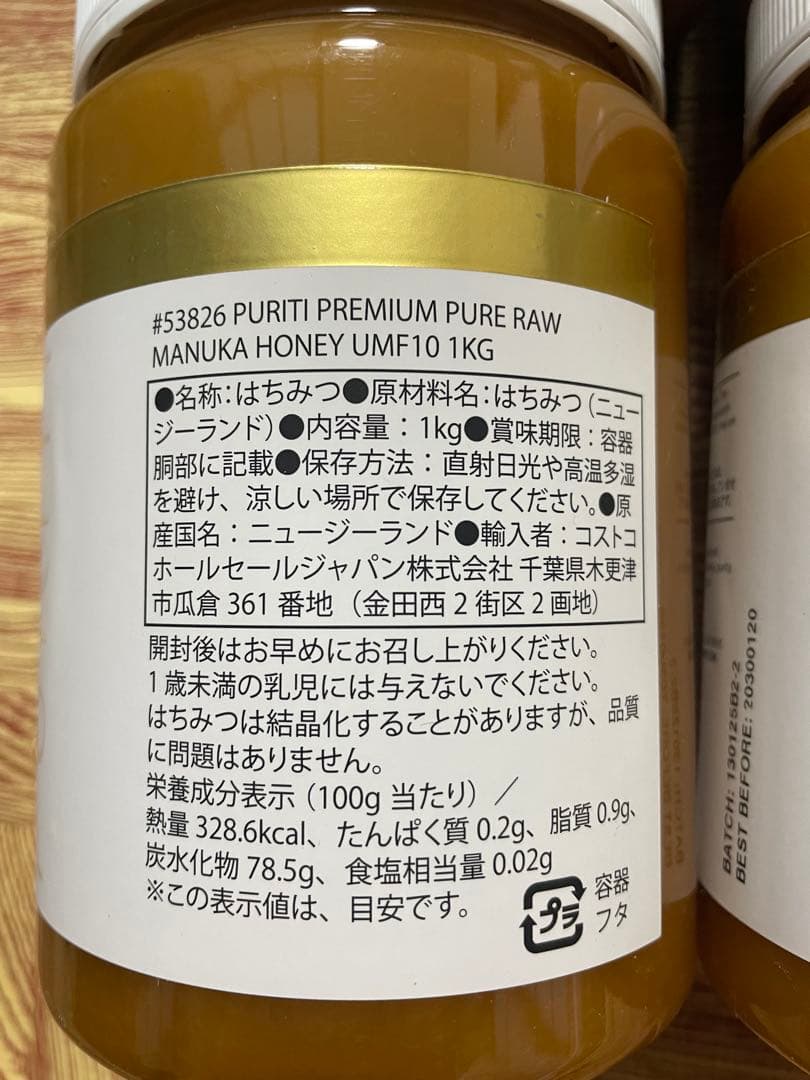 #53826 PURITI PREMIUM PURE RAW
MANUKA HONEY UMF10 1KG
●名称：はちみつ●原材料名：はちみつ（ニュー
ジーランド）●内容量：1kg●賞味期限：容器
胴部に記載●保存方法：直射日光や高温多湿
を避け、涼しい場所で保存してください。●原
産国名：ニュージーランド●輸入者：コストコ
ホールセールジャパン株式会社 千葉県木更津
市瓜倉 361 番地（金田西 2 街区 2 画地）
開封後はお早めにお召し上がりください。
1 歳未満の乳児には与えないでください。
はちみつは結晶化することがありますが、品質
に問題はありません。
栄養成分表示（100g 当たり）／
熱量 328.6kcal、たんぱく質 0.2g、脂質 0.9g、
炭水化物 78.5g、食塩相当量 0.02g
※この表示値は、目安です。
プラ
容器
フタ
BATCH: 130125B2-2
BEST BEFORE: 20300120